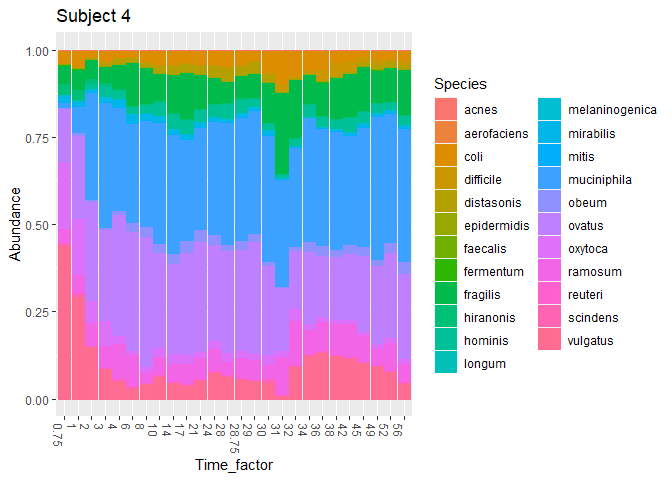 Subject 4
1.00
0.75
0.50
0.25
0.00
Abundance
0.75
1
2
3
4
6
8
10
14
17
21
24
28
28.75
29
30
31
32
34
36
38
42
45
49
52
56
Time_factor
Species
acnes
aerofaciens
coli
difficile
distasonis
epidermidis
faecalis
fermentum
fragilis
hiranonis
hominis
longum
melaninogenica
mirabilis
mitis
muciniphila
obeum
ovatus
oxytoca
ramosum
reuteri
scindens
vulgatus